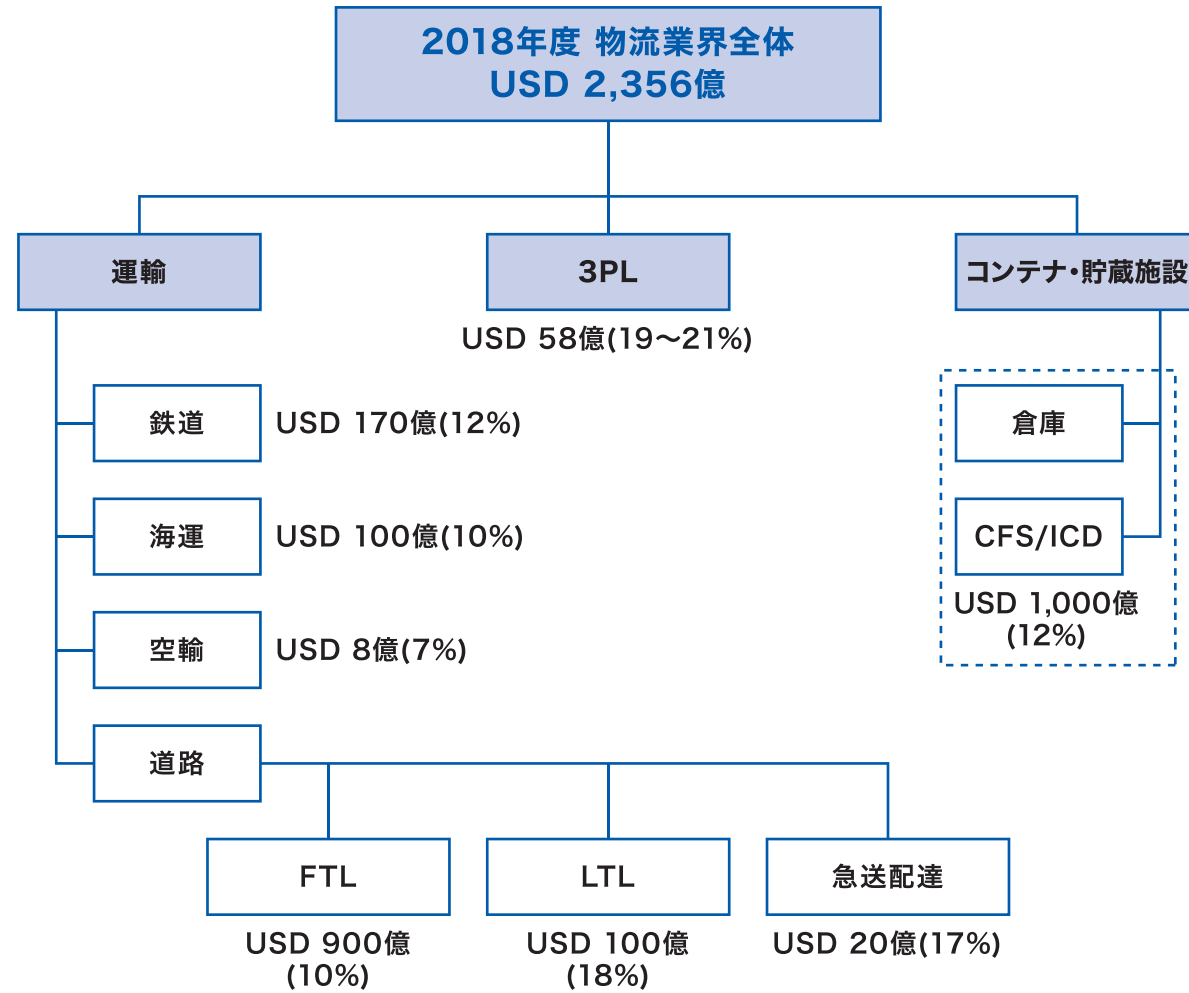 2018年度 物流業界全体
USD 2,356億
運輸
3PL
コンテナ・貯蔵施設
USD 58億(19～21%)
鉄道
USD 170億(12%)
倉庫
海運
USD 100億(10%)
CFS/ICD
USD 1,000億
(12%)
空輸
USD 8億(7%)
道路
FTL
LTL
急送配達
USD 900億
(10%)
USD 100億
(18%)
USD 20億(17%)